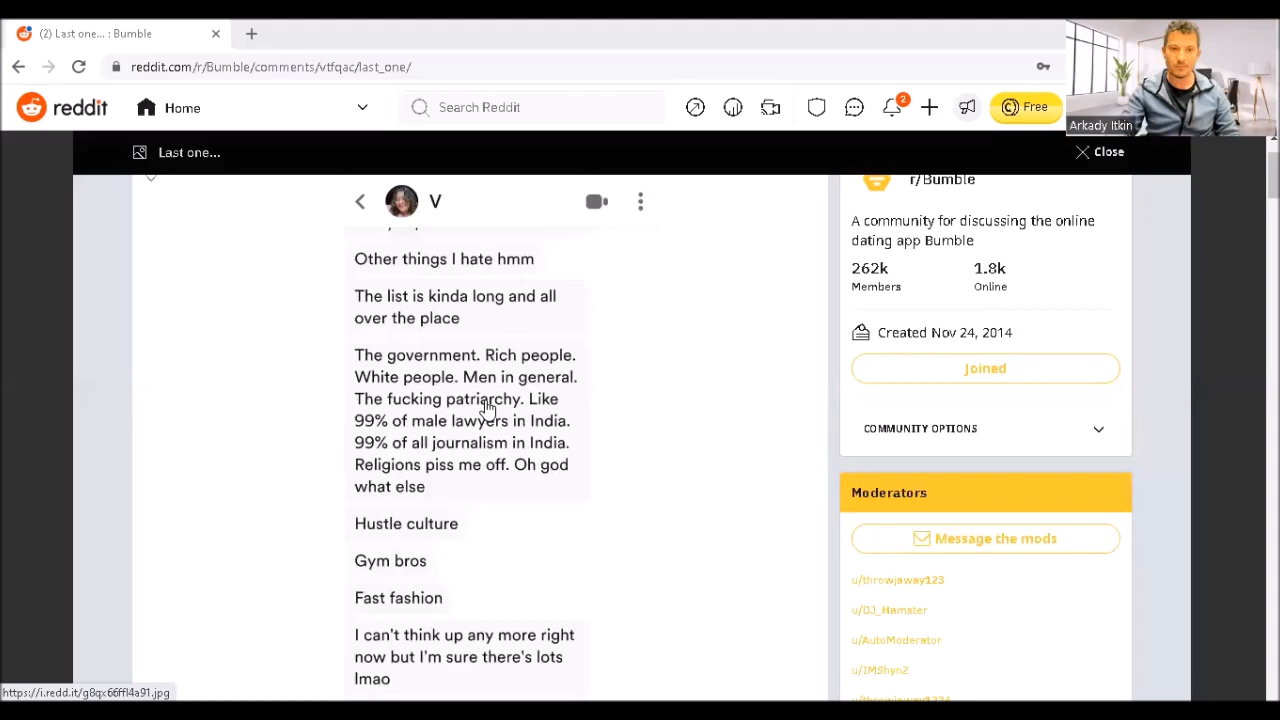 (2) Last one... : Bumble
reddit.com/r/Bumble/comments/vtfqac/last_one/
reddit
Home
Search Reddit
2
Free
Arkady Itkin
Last one...
Close
V
Other things I hate hmm
The list is kinda long and all
over the place
The government. Rich people.
White people. Men in general.
The fucking patriarchy. Like
99% of male lawyers in India.
99% of all journalism in India.
Religions piss me off. Oh god
what else
Hustle culture
Gym bros
Fast fashion
I can't think up any more right
now but I'm sure there's lots
lmao
r/Bumble
A community for discussing the online
dating app Bumble
262k
1.8k
Members
Online
Created Nov 24, 2014
Joined
COMMUNITY OPTIONS
Moderators
Message the mods
u/throwjaway123
u/DJ_Hamster
u/AutoModerator
u/IMShynZ
u/throwjaway1234
https://i.redd.it/g8qx66ffl4a91.jpg